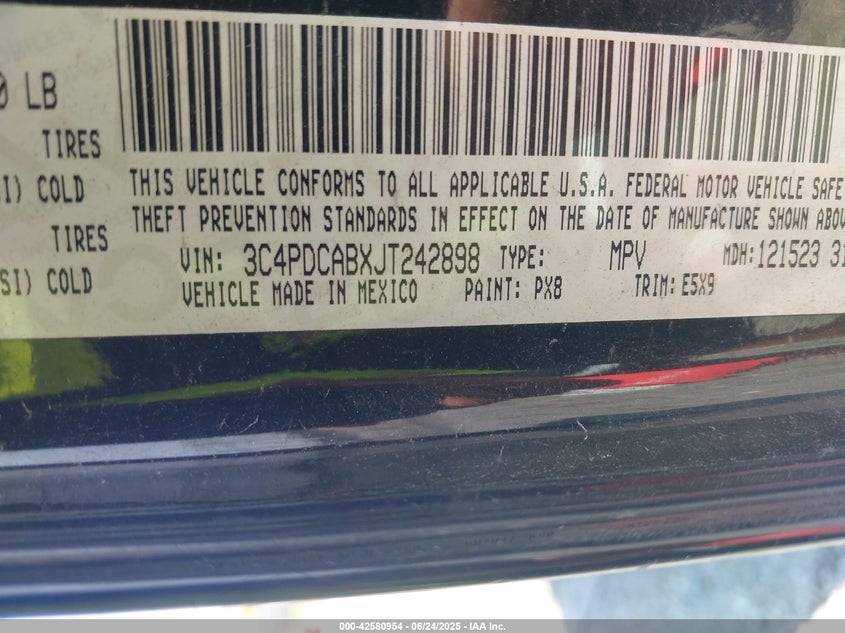 0 LB
TIRES
SI) COLD
TIRES
SI) COLD
THIS VEHICLE CONFORMS TO ALL APPLICABLE U.S.A. FEDERAL MOTOR VEHICLE SAFE
THEFT PREVENTION STANDARDS IN EFFECT ON THE DATE OF MANUFACTURE SHOWN ABOV
VIN: 3C4PDCABXJT242898 TYPE: MPV MDH:121523 31
VEHICLE MADE IN MEXICO PAINT: PX8 TRIM: E5X9
000-42580954 - 06/24/2025 - IAA Inc.